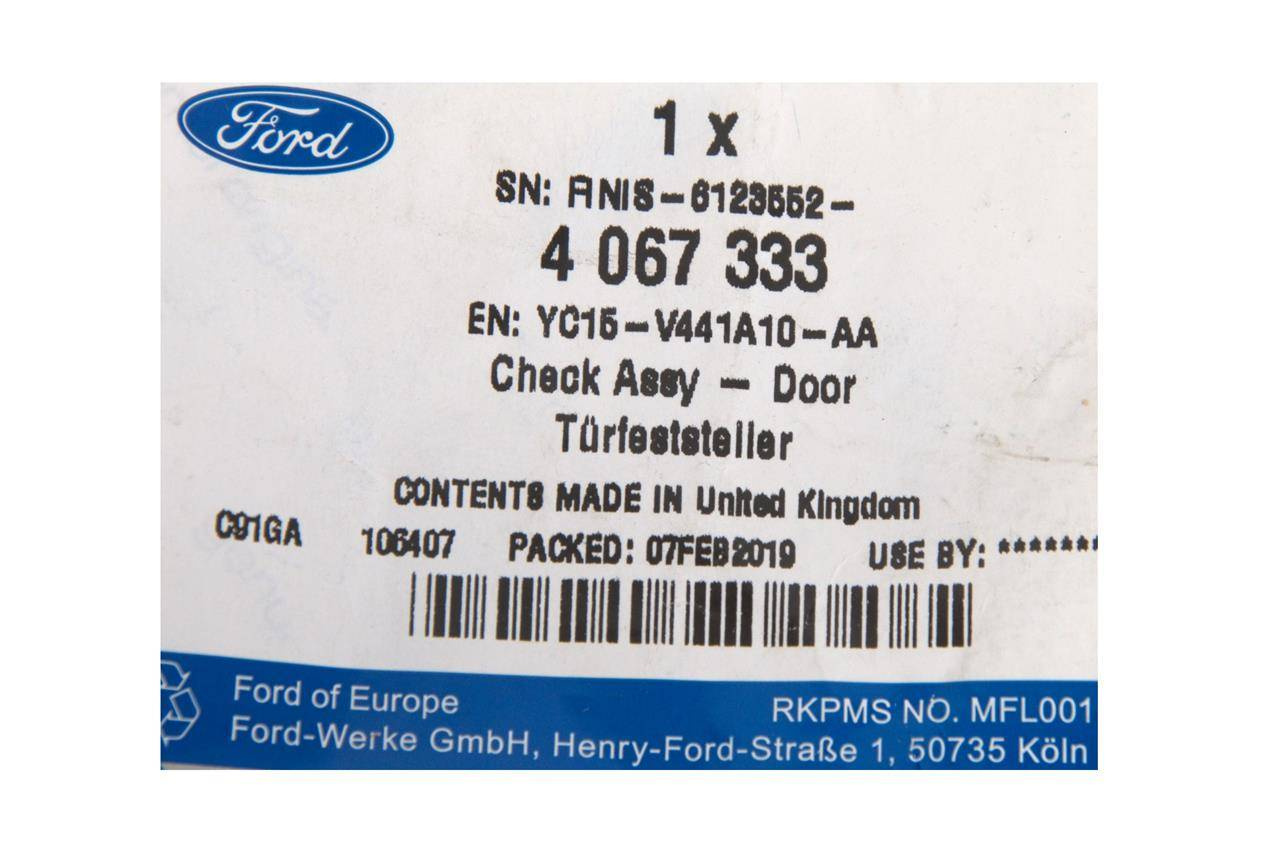 Ford
1 x
SN: FINIS-6123552-
4 067 333
EN: YC15-V441A10-AA
Check Assy - Door
Türfeststeller
CONTENTS MADE IN United Kingdom
C91GA 106407 PACKED: 07FEB2019 USE BY: *******
Ford of Europe RKPMS NO. MFL001
Ford-Werke GmbH, Henry-Ford-Straße 1, 50735 Köln